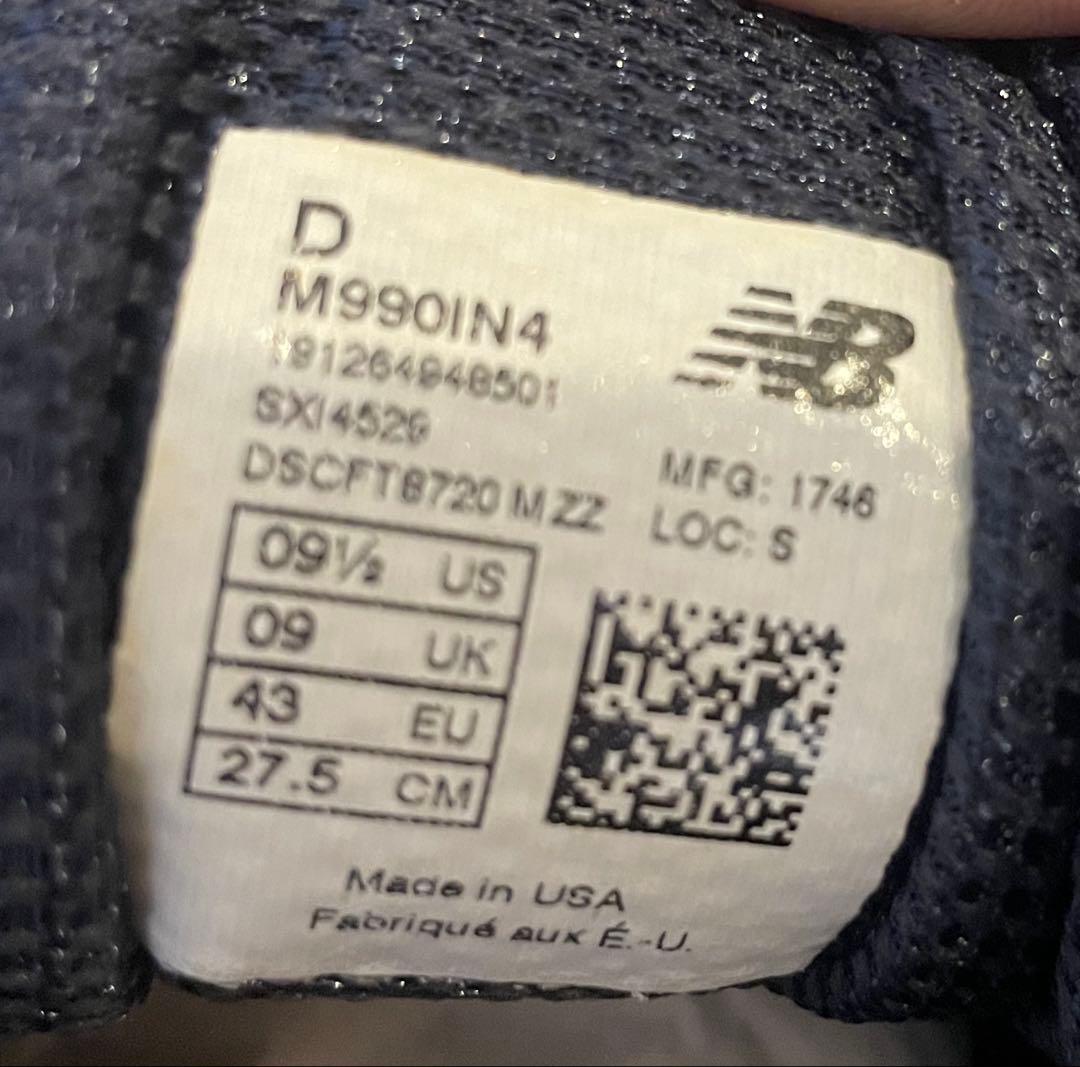 D
M990IN4
191264948501
SXI4529
DSCFT8720 M ZZ
NB
MFG: 1746
LOC: S
09½ US
09 UK
43 EU
27.5 CM
Made in USA
Fabriqué aux É.-U.